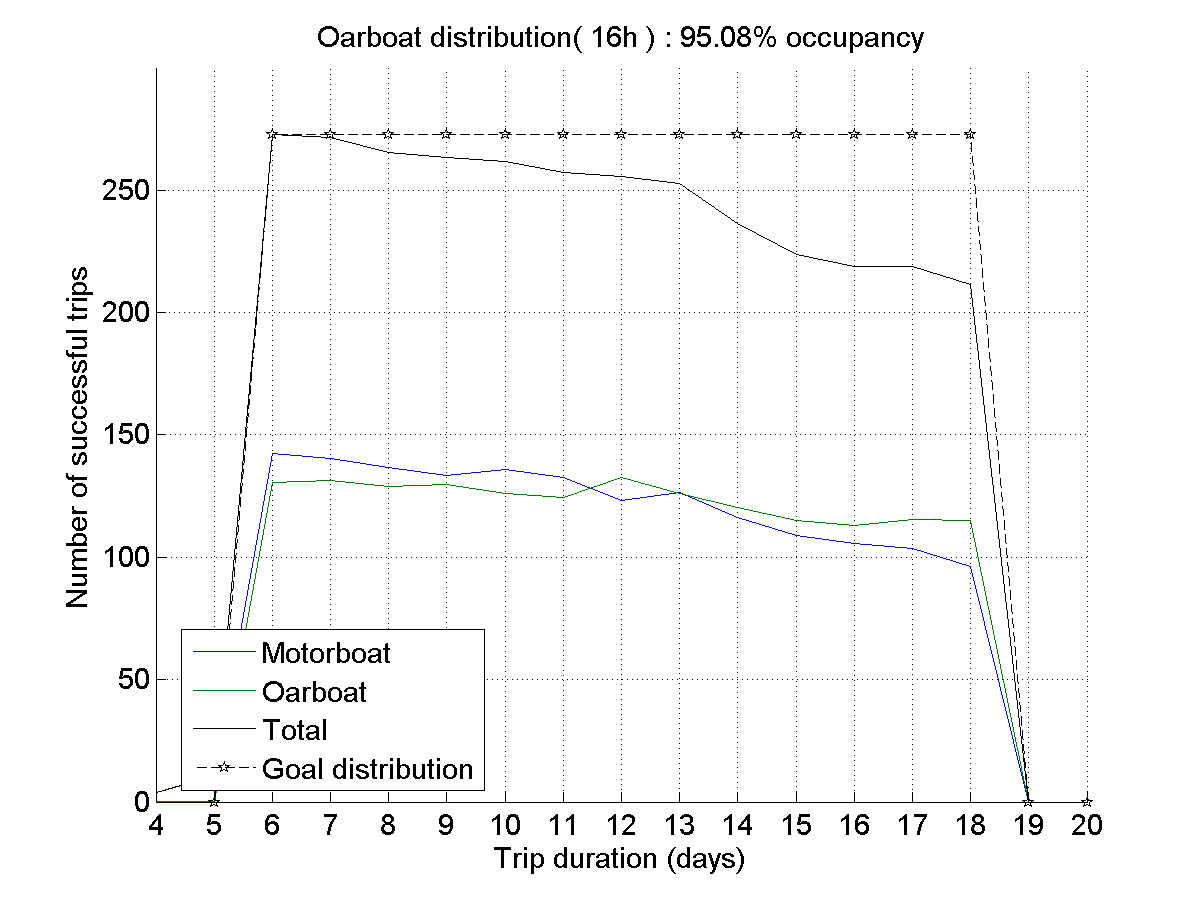 Oarboat distribution( 16h ) : 95.08% occupancy
Number of successful trips
250
200
150
100
50
0
Motorboat
Oarboat
Total
Goal distribution
4 5 6 7 8 9 10 11 12 13 14 15 16 17 18 19 20
Trip duration (days)